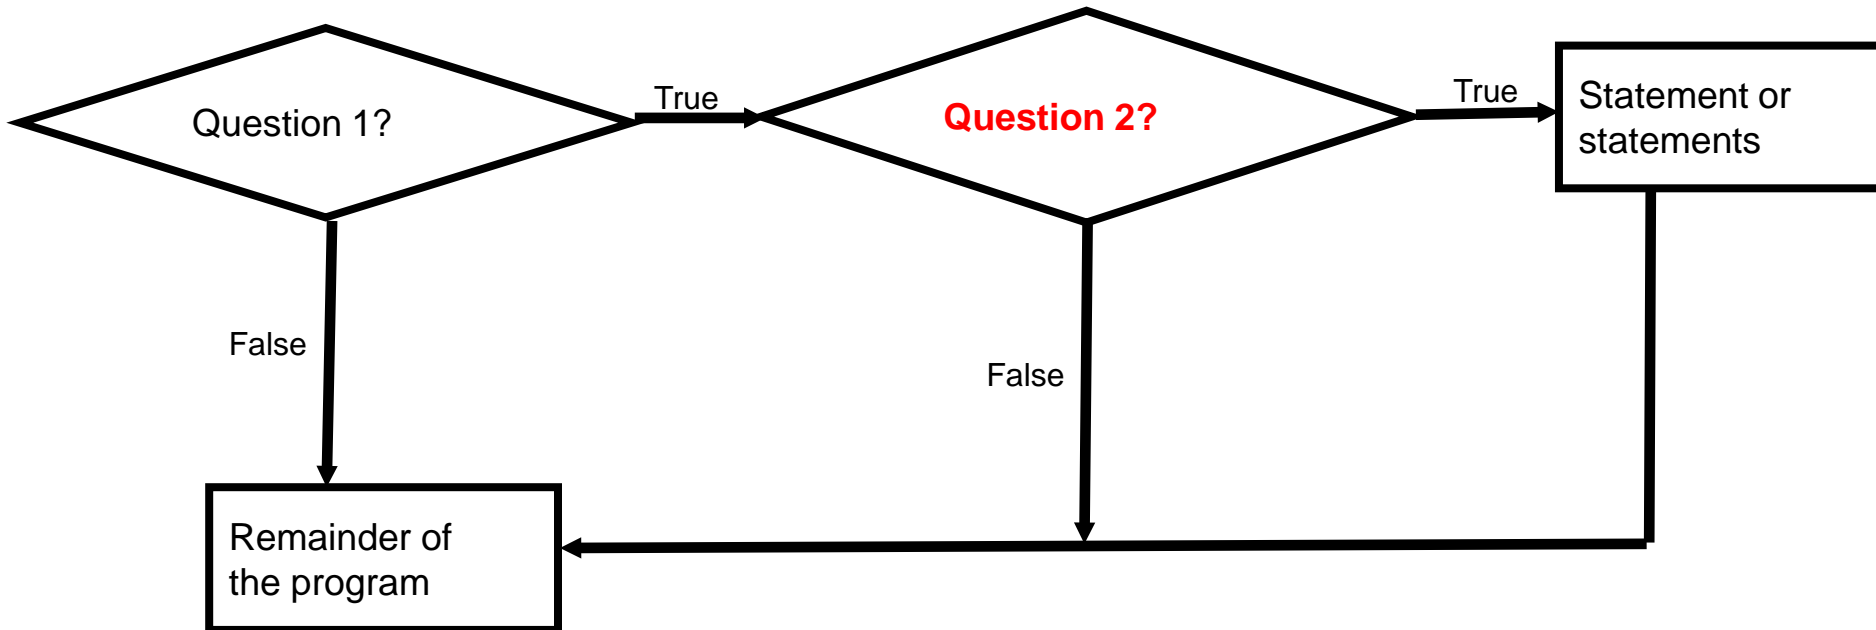 Question 1?
True
Question 2?
True
Statement or
statements
False
False
Remainder of
the program